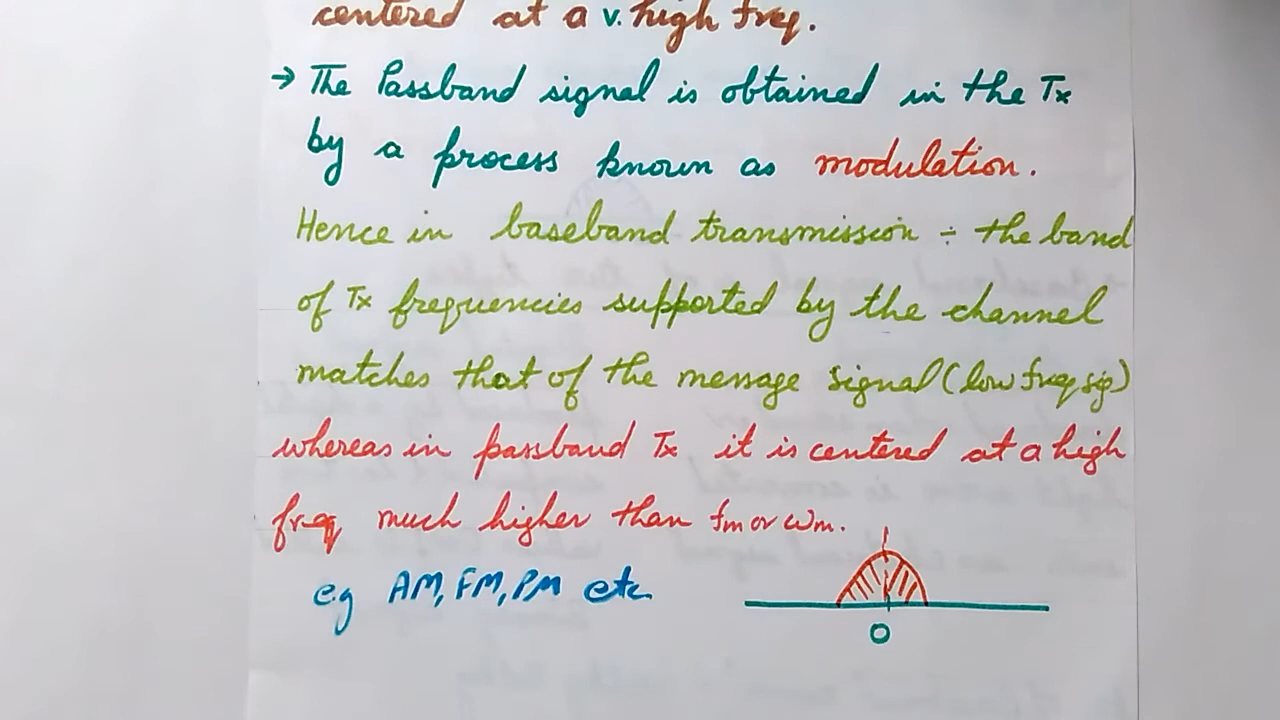 centered at a v. high freq.
→ The Passband signal is obtained in the Tx
by a process known as modulation.
Hence in baseband transmission ÷ the band
of Tx frequencies supported by the channel
matches that of the message signal (low freq sig)
whereas in passband Tx it is centered at a high
freq much higher than fm or ωm.
e.g AM, FM, PM etc
0